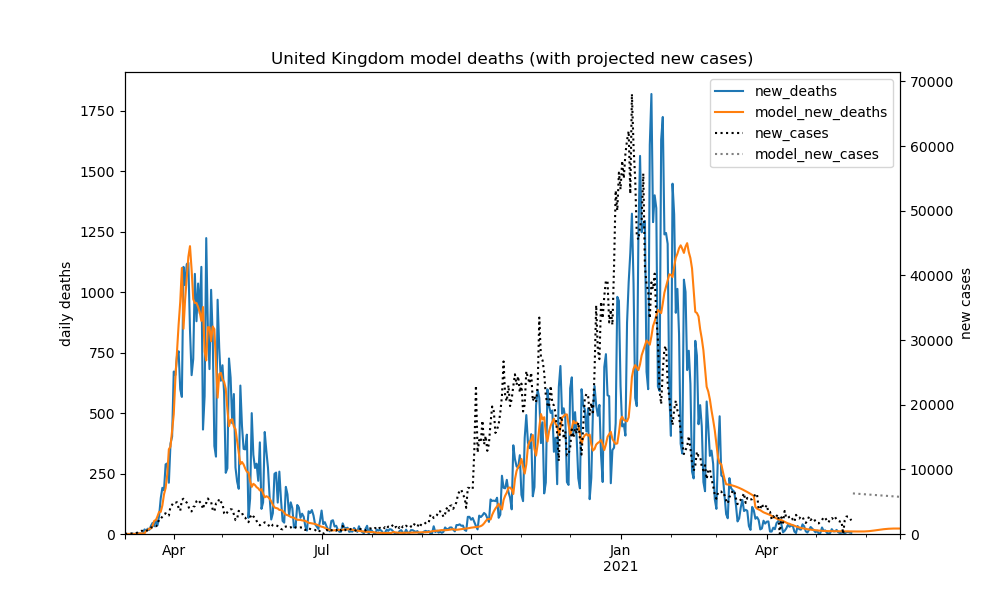 United Kingdom model deaths (with projected new cases)
new_deaths
model_new_deaths
new_cases
model_new_cases
daily deaths
1750
1500
1250
1000
750
500
250
0
70000
60000
50000
40000
30000
20000
10000
0
new cases
Apr
Jul
Oct
Jan
2021
Apr